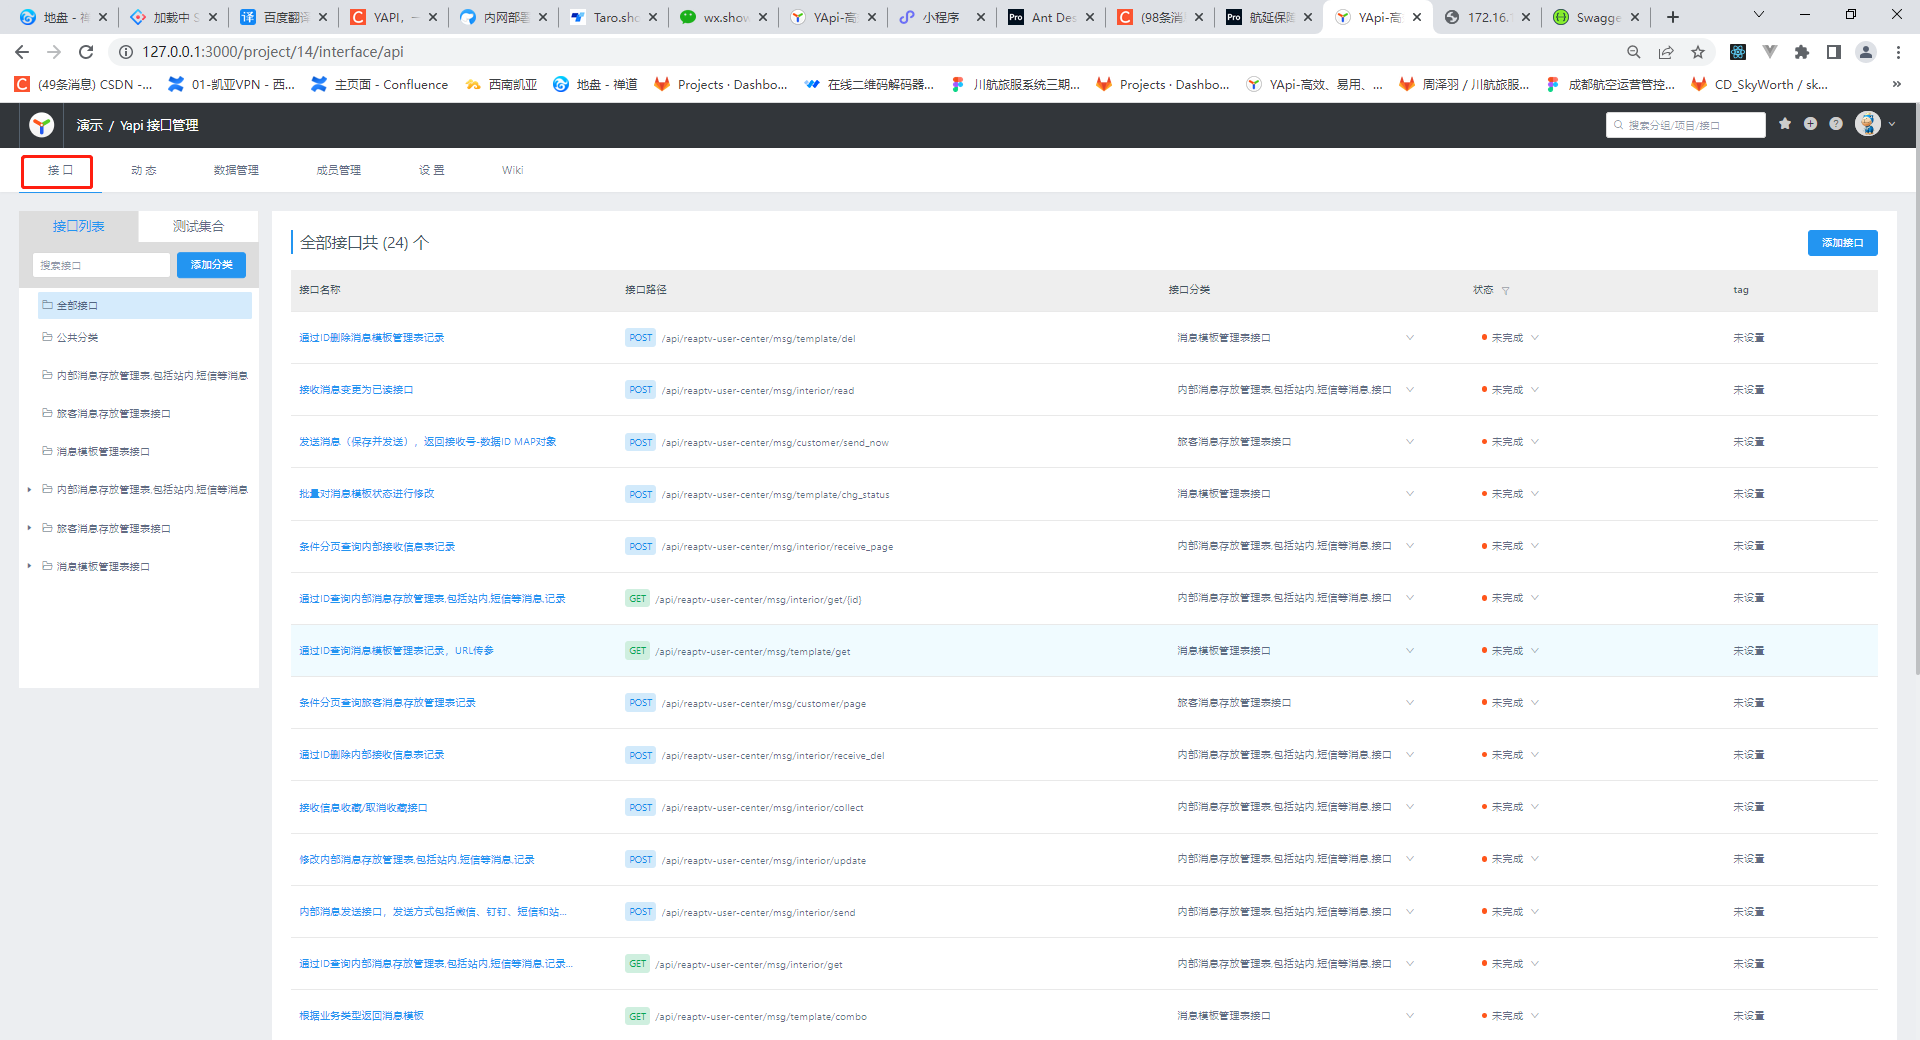 地盘 - 禅
加载中 S
百度翻译
YAPI，一
内网部署
Taro.sho
wx.show
YApi-高
小程序
Ant Des
(98条消
航延保障
YApi-高
172.16.
Swagge
127.0.0.1:3000/project/14/interface/api
(49条消息) CSDN -...
01-凯亚VPN - 西...
主页面 - Confluence
西南凯亚
地盘 - 禅道
Projects · Dashbo...
在线二维码解码器...
川航旅服系统三期...
Projects · Dashbo...
YApi-高效、易用、...
周泽羽 / 川航旅服...
成都航空运营管控...
CD_SkyWorth / sk...
»
演示 / Yapi 接口管理
搜索分组/项目/接口
接 口
动 态
数据管理
成员管理
设 置
Wiki
接口列表
测试集合
搜索接口
添加分类
全部接口
公共分类
内部消息存放管理表,包括站内,短信等消息
旅客消息存放管理表接口
消息模板管理表接口
内部消息存放管理表,包括站内,短信等消息
旅客消息存放管理表接口
消息模板管理表接口
全部接口共 (24) 个
添加接口
接口名称 接口路径 接口分类 状态 tag
通过ID删除消息模板管理表记录 POST /api/reaptv-user-center/msg/template/del 消息模板管理表接口 未完成 未设置
接收消息变更为已读接口 POST /api/reaptv-user-center/msg/interior/read 内部消息存放管理表,包括站内,短信等消息,接口 未完成 未设置
发送消息（保存并发送），返回接收号-数据ID MAP对象 POST /api/reaptv-user-center/msg/customer/send_now 旅客消息存放管理表接口 未完成 未设置
批量对消息模板状态进行修改 POST /api/reaptv-user-center/msg/template/chg_status 消息模板管理表接口 未完成 未设置
条件分页查询内部接收信息表记录 POST /api/reaptv-user-center/msg/interior/receive_page 内部消息存放管理表,包括站内,短信等消息,接口 未完成 未设置
通过ID查询内部消息存放管理表,包括站内,短信等消息,记录 GET /api/reaptv-user-center/msg/interior/get/{id} 内部消息存放管理表,包括站内,短信等消息,接口 未完成 未设置
通过ID查询消息模板管理表记录，URL传参 GET /api/reaptv-user-center/msg/template/get 消息模板管理表接口 未完成 未设置
条件分页查询旅客消息存放管理表记录 POST /api/reaptv-user-center/msg/customer/page 旅客消息存放管理表接口 未完成 未设置
通过ID删除内部接收信息表记录 POST /api/reaptv-user-center/msg/interior/receive_del 内部消息存放管理表,包括站内,短信等消息,接口 未完成 未设置
接收信息收藏/取消收藏接口 POST /api/reaptv-user-center/msg/interior/collect 内部消息存放管理表,包括站内,短信等消息,接口 未完成 未设置
修改内部消息存放管理表,包括站内,短信等消息,记录 POST /api/reaptv-user-center/msg/interior/update 内部消息存放管理表,包括站内,短信等消息,接口 未完成 未设置
内部消息发送接口，发送方式包括微信、钉钉、短信和站... POST /api/reaptv-user-center/msg/interior/send 内部消息存放管理表,包括站内,短信等消息,接口 未完成 未设置
通过ID查询内部消息存放管理表,包括站内,短信等消息,记录... GET /api/reaptv-user-center/msg/interior/get 内部消息存放管理表,包括站内,短信等消息,接口 未完成 未设置
根据业务类型返回消息模板 GET /api/reaptv-user-center/msg/template/combo 消息模板管理表接口 未完成 未设置